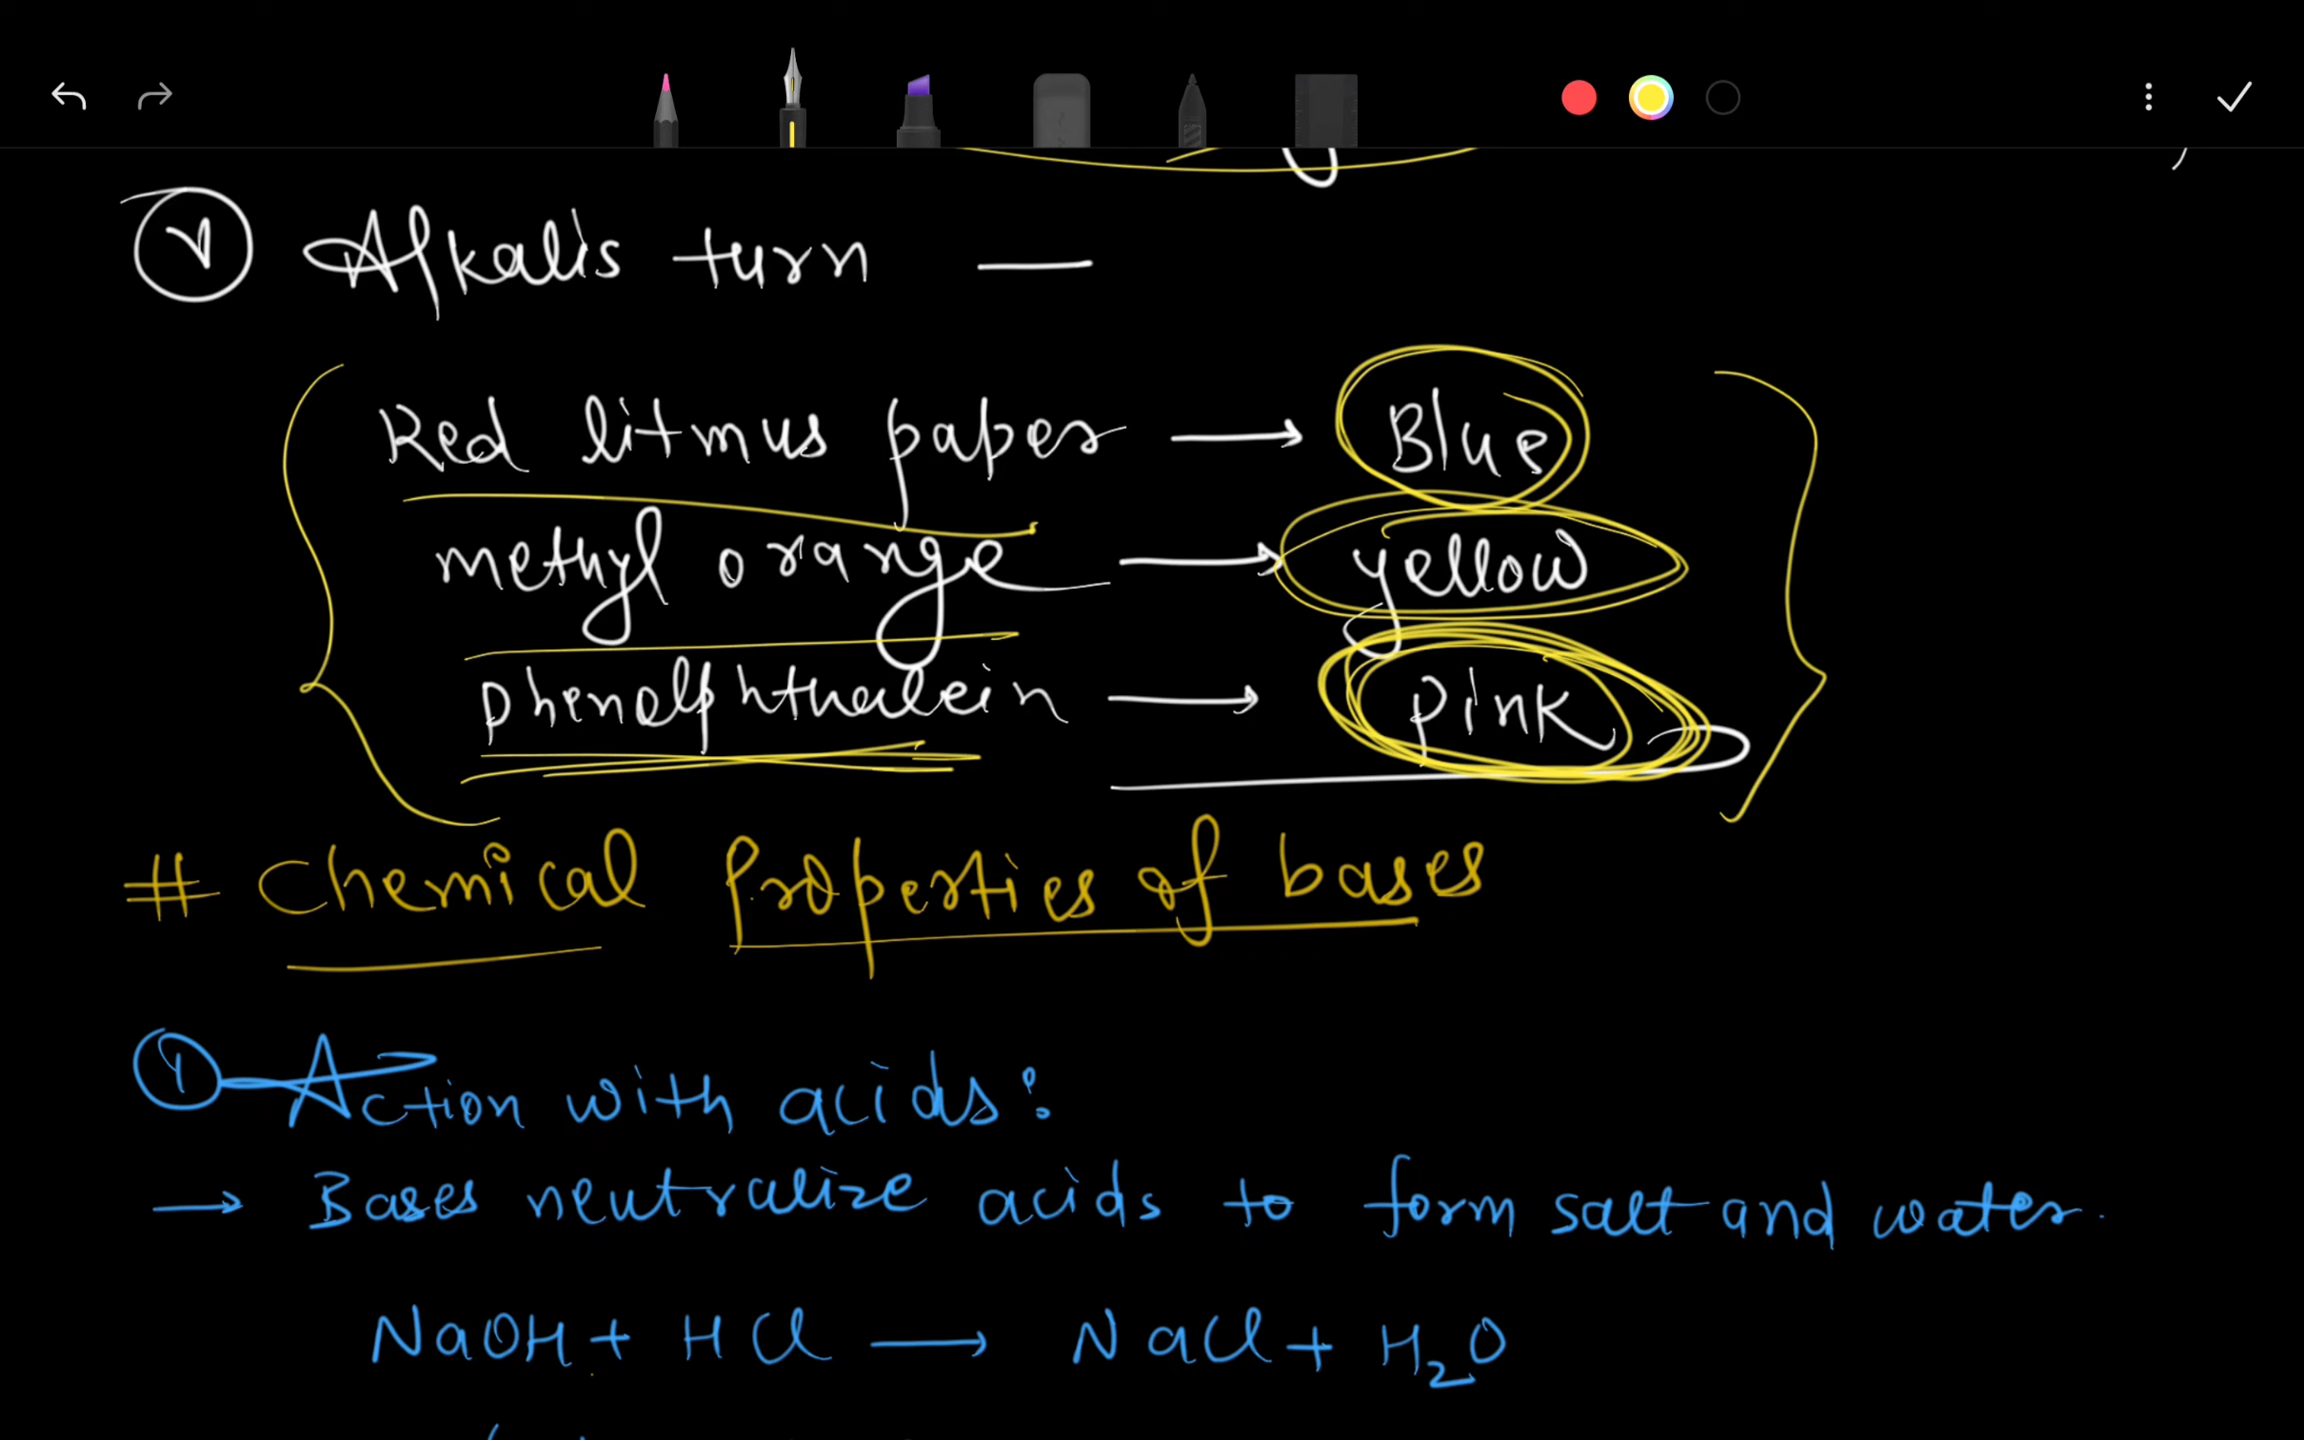 V Alkalis turn —
Red litmus paper → Blue
methyl orange → yellow
phenolphthalein → pink
# Chemical Properties of bases
1 Action with acids:
→ Bases neutralize acids to form salt and water.
NaOH + HCl → NaCl + H₂O